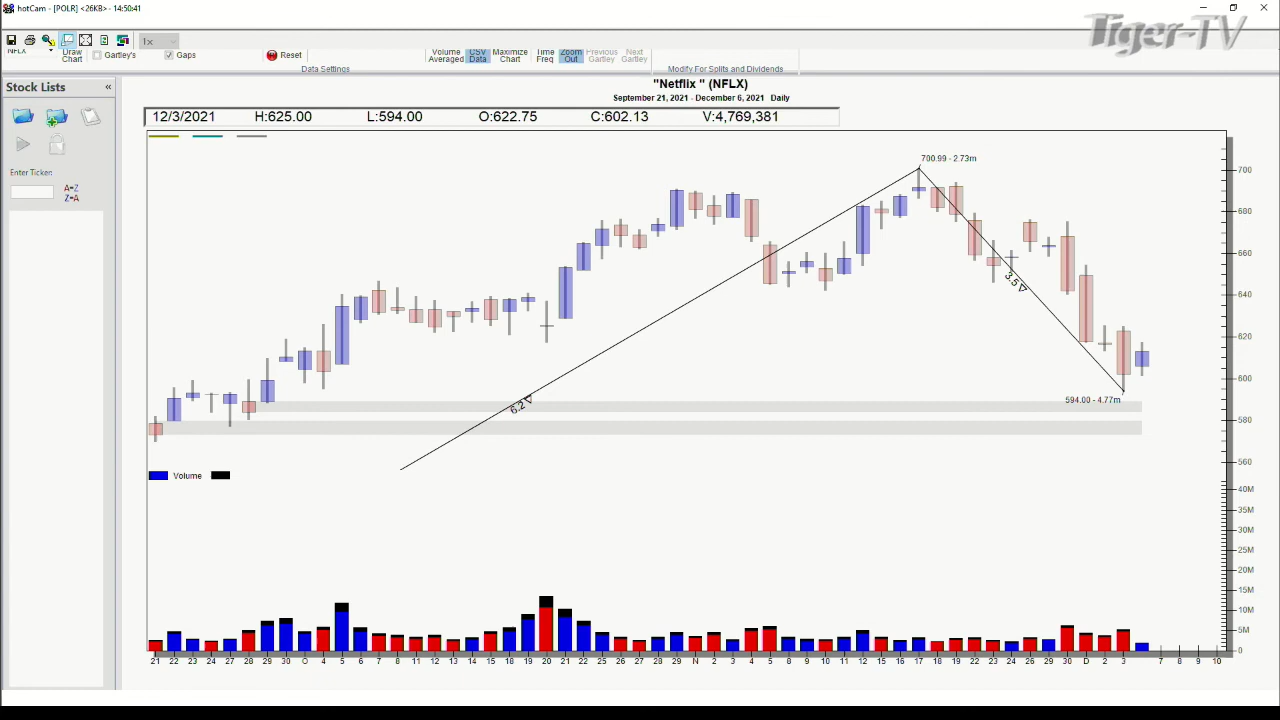 hotCam - [POLR] <26KB> - 14:50:41
Tiger-TV
1x
NFLX
Draw Chart
Gartley's
Gaps
Reset
Volume Averaged
CSV Data
Maximize Chart
Time Freq
Zoom Out
Previous Gartley
Next Gartley
Data Settings
Modify For Splits and Dividends
Stock Lists «
"Netflix " (NFLX)
September 21, 2021 - December 6, 2021 Daily
12/3/2021 H:625.00 L:594.00 O:622.75 C:602.13 V:4,769,381
Enter Ticker:
A=Z
Z=A
700.99 - 2.73m
700
680
660
640
620
600
580
560
3.5 ▽
6.2 ▽
594.00 - 4.77m
Volume
40M
35M
30M
25M
20M
15M
10M
5M
0
21 22 23 24 27 28 29 30 O 4 5 6 7 8 11 12 13 14 15 18 19 20 21 22 25 26 27 28 29 N 2 3 4 5 8 9 10 11 12 15 16 17 18 19 22 23 24 26 29 30 D 2 3 7 8 9 10